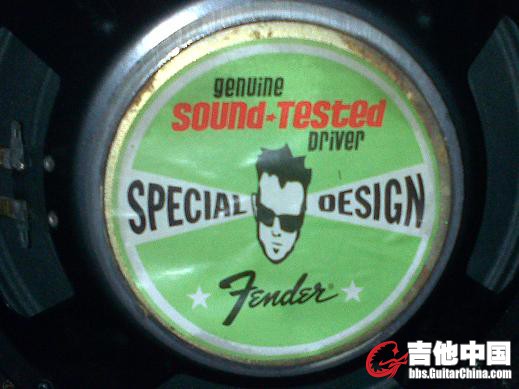 genuine
SOUND★TESTED
DRIVER
SPECIAL DESIGN
Fender
吉他中国
bbs.GuitarChina.com